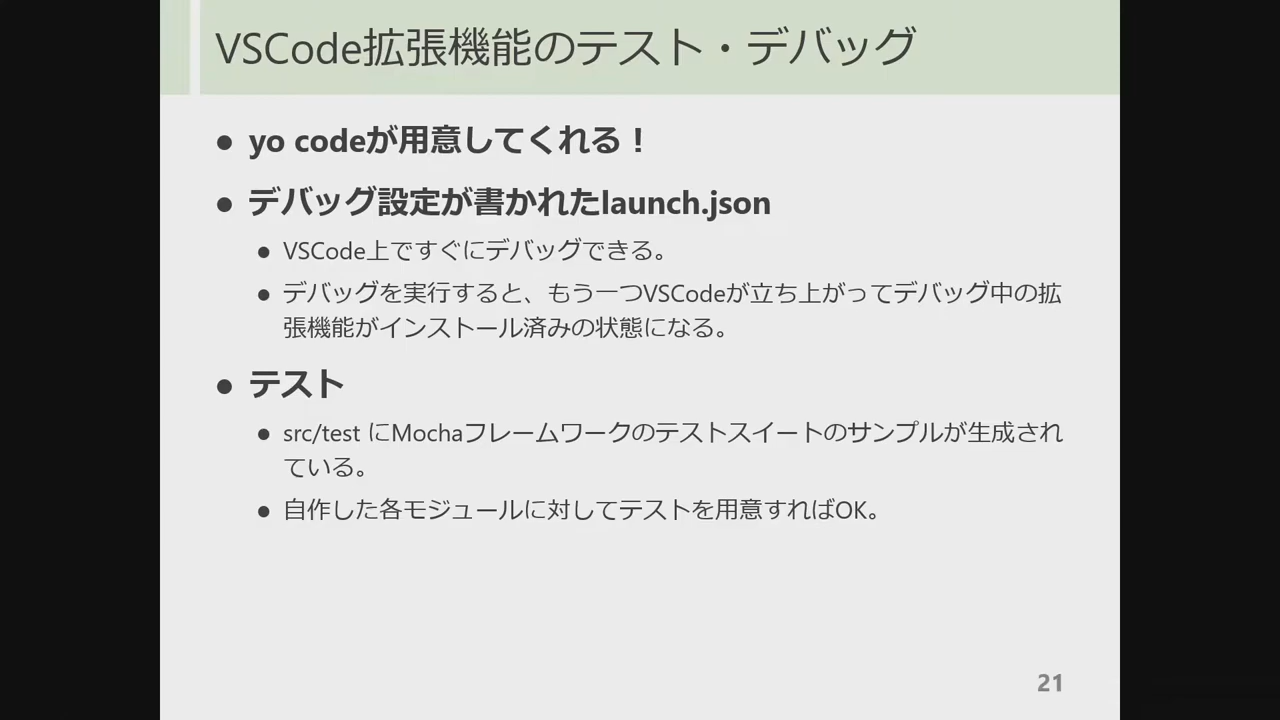 VSCode拡張機能のテスト・デバッグ
● yo codeが用意してくれる！
● デバッグ設定が書かれたlaunch.json
● VSCode上ですぐにデバッグできる。
● デバッグを実行すると、もう一つVSCodeが立ち上がってデバッグ中の拡
張機能がインストール済みの状態になる。
● テスト
● src/test にMochaフレームワークのテストスイートのサンプルが生成され
ている。
● 自作した各モジュールに対してテストを用意すればOK。
21